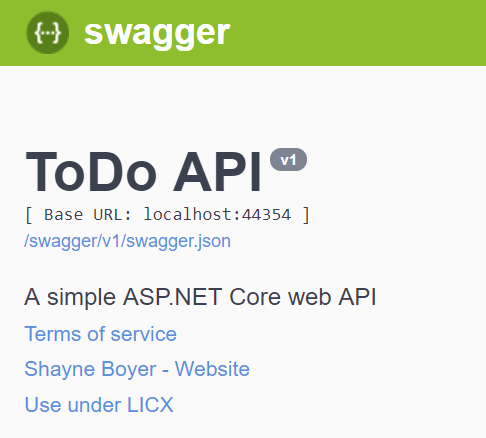 {···} swagger
ToDo API v1
[ Base URL: localhost:44354 ]
/swagger/v1/swagger.json
A simple ASP.NET Core web API
Terms of service
Shayne Boyer - Website
Use under LICX